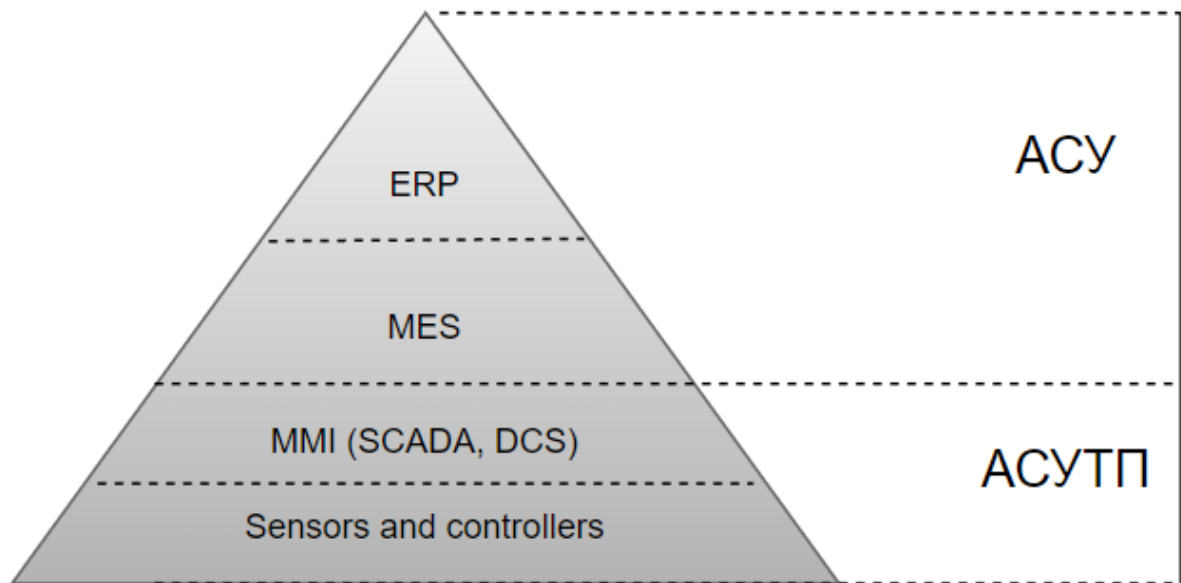 АСУ
ERP
MES
MMI (SCADA, DCS)
АСУТП
Sensors and controllers